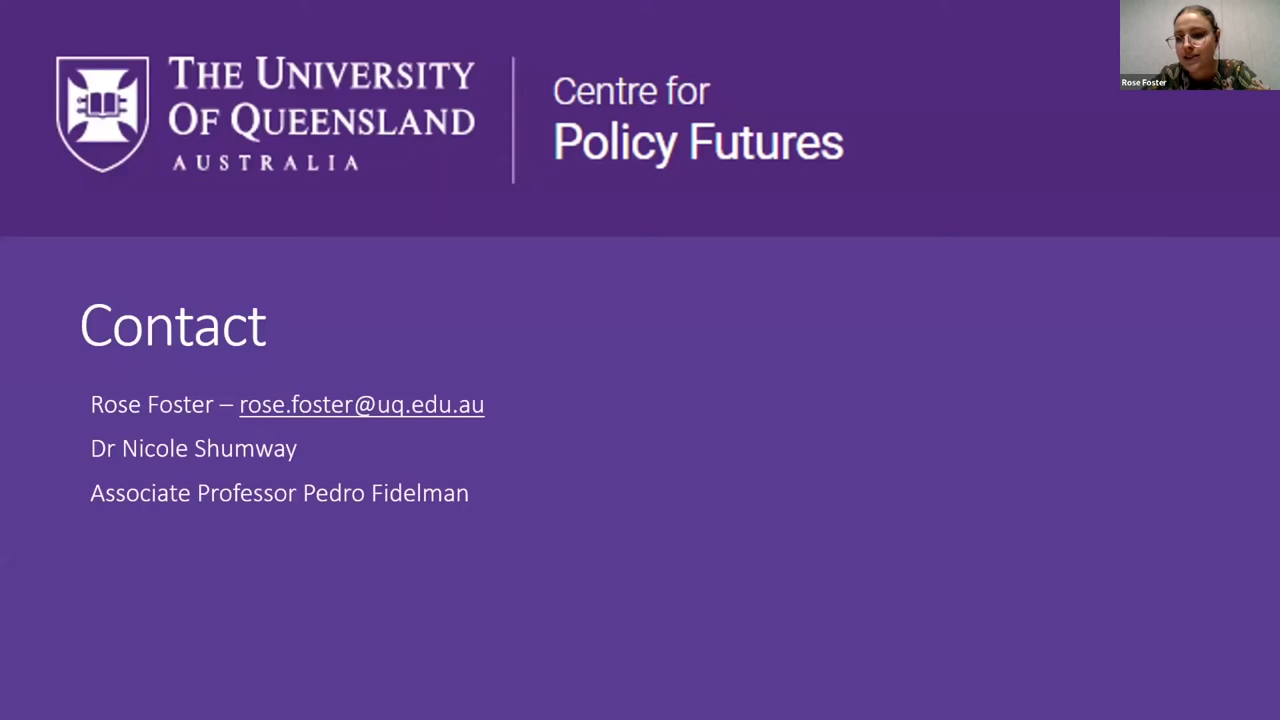 THE UNIVERSITY
OF QUEENSLAND
AUSTRALIA
Centre for
Policy Futures
Rose Foster
Contact
Rose Foster – rose.foster@uq.edu.au
Dr Nicole Shumway
Associate Professor Pedro Fidelman